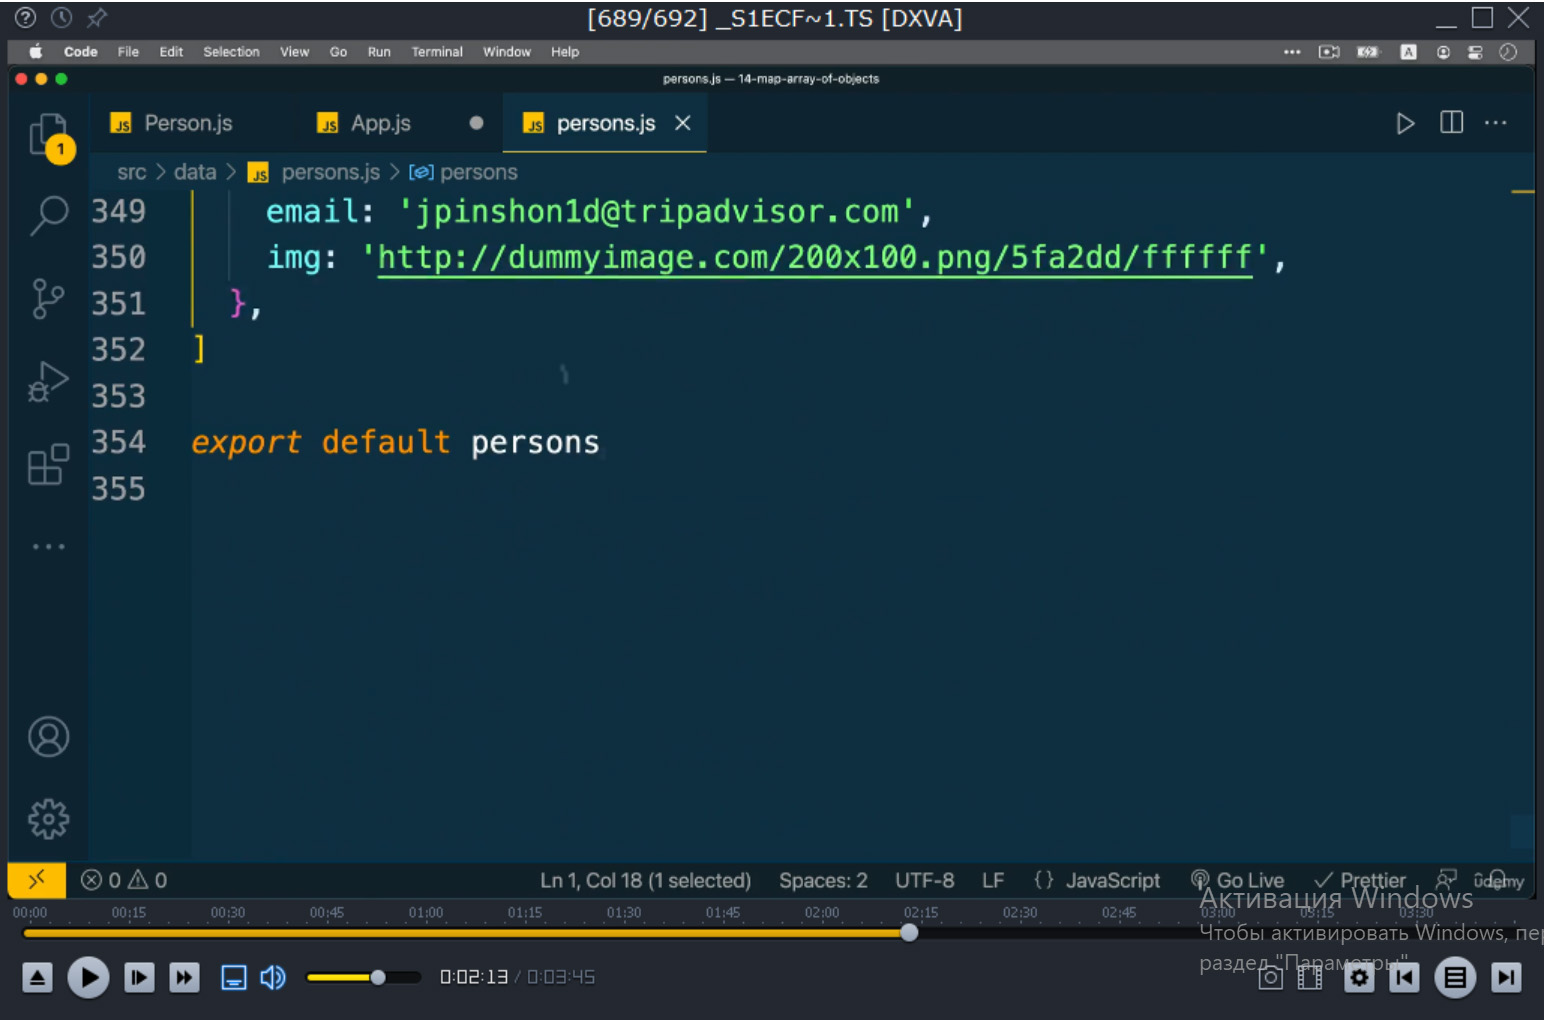 [689/692] _S1ECF~1.TS [DXVA]
Code File Edit Selection View Go Run Terminal Window Help
A
persons.js — 14-map-array-of-objects
JS Person.js JS App.js JS persons.js
1
src > data > JS persons.js > persons
349 email: 'jpinshon1d@tripadvisor.com',
350 img: 'http://dummyimage.com/200x100.png/5fa2dd/ffffff',
351 },
352 ]
353
354 export default persons
355
0 0 Ln 1, Col 18 (1 selected) Spaces: 2 UTF-8 LF {} JavaScript Go Live Prettier ûdemy
Активация Windows
00:00 00:15 00:30 00:45 01:00 01:15 01:30 01:45 02:00 02:15 02:30 02:45 03:00 03:15 03:30
Чтобы активировать Windows, пер
раздел "Параметры".
0:02:13 / 0:03:45